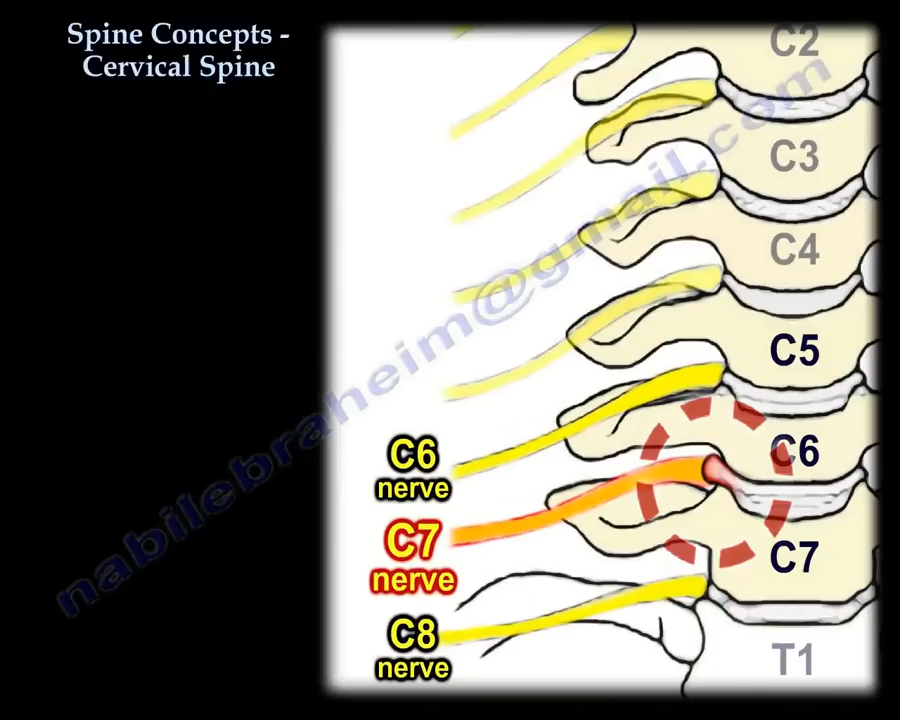 Spine Concepts -
Cervical Spine
C2
C3
C4
C5
C6
C7
T1
C6
nerve
C7
nerve
C8
nerve
nabilebraheim@gmail.com